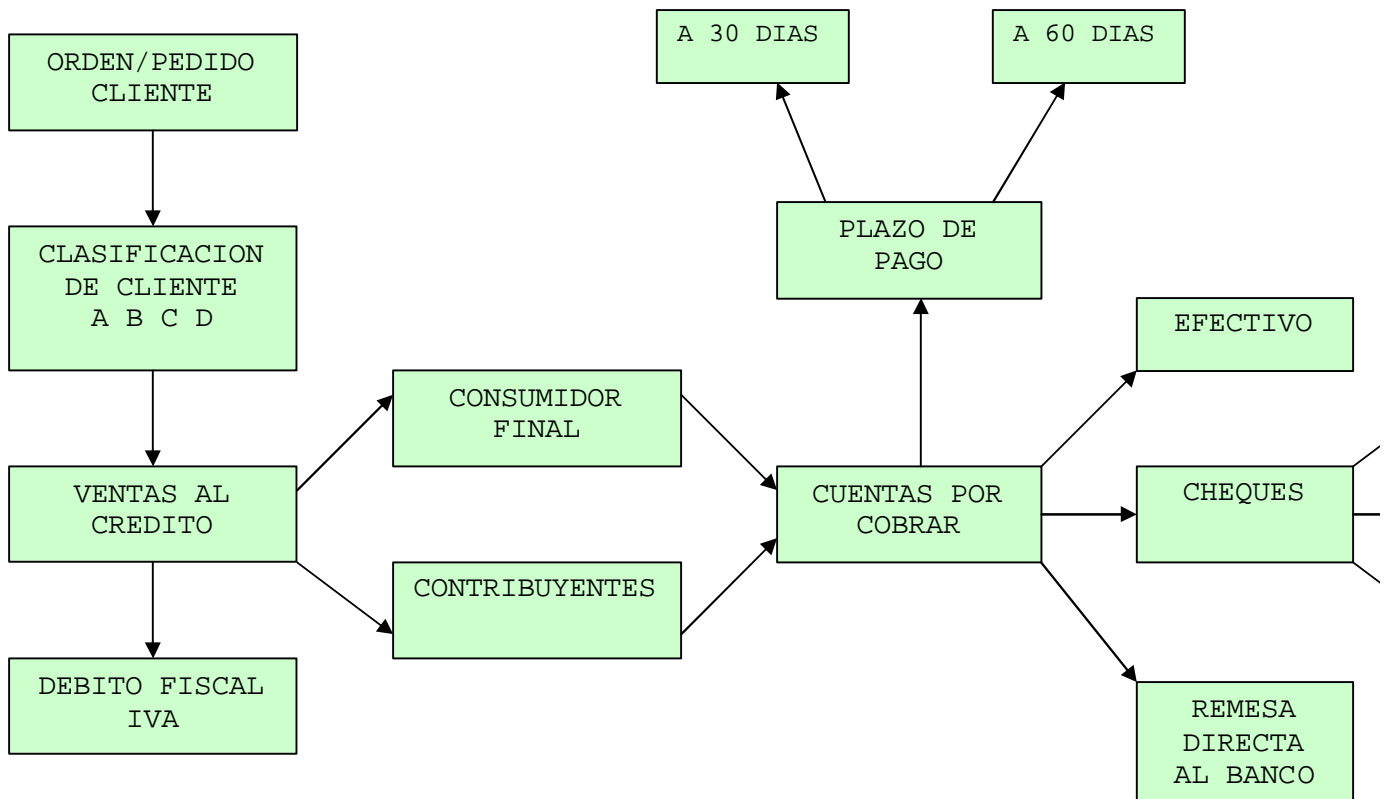 ORDEN/PEDIDO
CLIENTE
A 30 DIAS
A 60 DIAS
CLASIFICACION
DE CLIENTE
A B C D
PLAZO DE
PAGO
EFECTIVO
CONSUMIDOR
FINAL
VENTAS AL
CREDITO
CUENTAS POR
COBRAR
CHEQUES
CONTRIBUYENTES
DEBITO FISCAL
IVA
REMESA
DIRECTA
AL BANCO